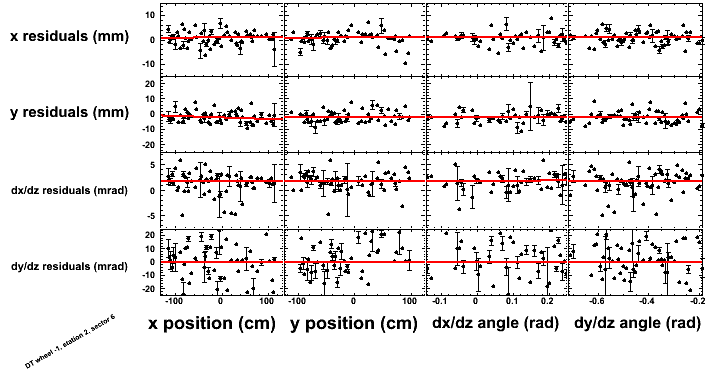 x residuals (mm)
10
0
-10
y residuals (mm)
20
10
0
-10
-20
dx/dz residuals (mrad)
5
0
-5
dy/dz residuals (mrad)
20
10
0
-10
-20
-100 0 100 -100 0 100 -0.1 0 0.1 0.2 -0.6 -0.4 -0.2
x position (cm) y position (cm) dx/dz angle (rad) dy/dz angle (rad)
DT wheel -1, station 2, sector 6